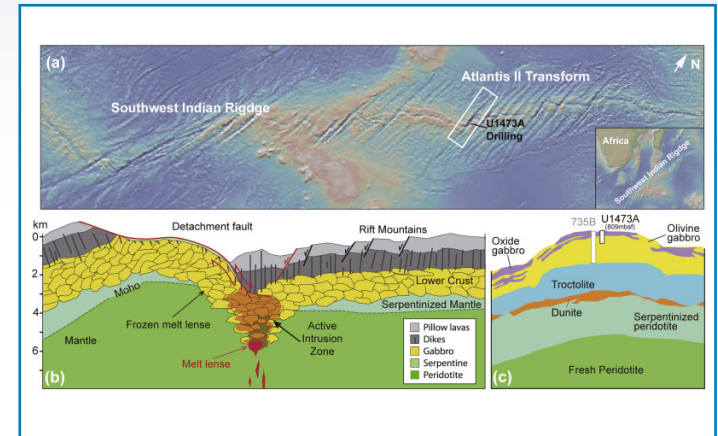 (a)
N
Atlantis II Transform
Southwest Indian Rigdge
U1473A
Drilling
Africa
Southwest Indian Rigdge
km
0
2
4
6
Detachment fault
Rift Mountains
Moho
Lower Crust
Serpentinized Mantle
Mantle
Frozen melt lense
Active
Intrusion
Zone
Melt lense
Pillow lavas
Dikes
Gabbro
Serpentine
Peridotite
(b)
735B
U1473A
(809mbsf)
Oxide
gabbro
Olivine
gabbro
Troctolite
Dunite
Serpentinized
peridotite
Fresh Peridotite
(c)